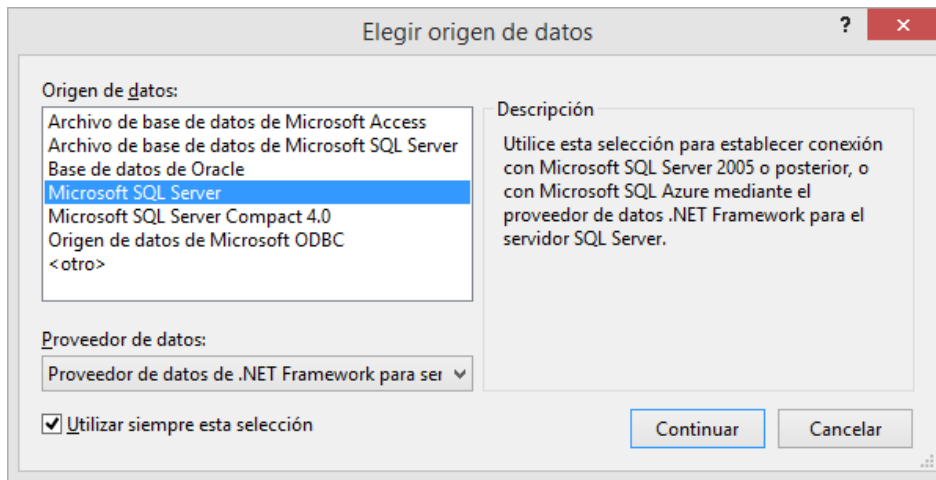 Elegir origen de datos
?
×
Origen de datos:
Archivo de base de datos de Microsoft Access
Archivo de base de datos de Microsoft SQL Server
Base de datos de Oracle
Microsoft SQL Server
Microsoft SQL Server Compact 4.0
Origen de datos de Microsoft ODBC
<otro>
Descripción
Utilice esta selección para establecer conexión
con Microsoft SQL Server 2005 o posterior, o
con Microsoft SQL Azure mediante el
proveedor de datos .NET Framework para el
servidor SQL Server.
Proveedor de datos:
Proveedor de datos de .NET Framework para ser
Utilizar siempre esta selección
Continuar
Cancelar